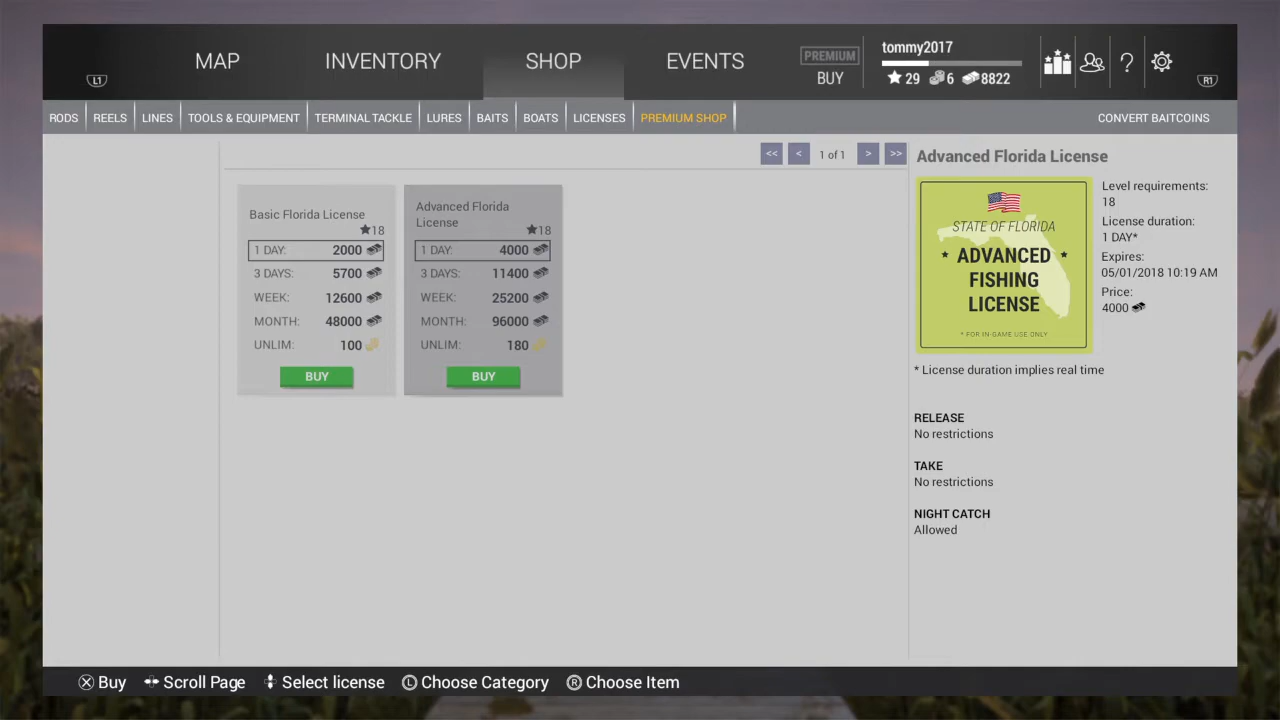 MAP INVENTORY SHOP EVENTS PREMIUM BUY tommy2017
29 6 8822
L1 R1
RODS REELS LINES TOOLS & EQUIPMENT TERMINAL TACKLE LURES BAITS BOATS LICENSES PREMIUM SHOP CONVERT BAITCOINS
<< < 1 of 1 > >>
Basic Florida License
18
1 DAY: 2000
3 DAYS: 5700
WEEK: 12600
MONTH: 48000
UNLIM: 100
BUY
Advanced Florida
License
18
1 DAY: 4000
3 DAYS: 11400
WEEK: 25200
MONTH: 96000
UNLIM: 180
BUY
Advanced Florida License
STATE OF FLORIDA
ADVANCED
FISHING
LICENSE
* FOR IN-GAME USE ONLY
Level requirements:
18
License duration:
1 DAY*
Expires:
05/01/2018 10:19 AM
Price:
4000
* License duration implies real time
RELEASE
No restrictions
TAKE
No restrictions
NIGHT CATCH
Allowed
Buy Scroll Page Select license L Choose Category R Choose Item